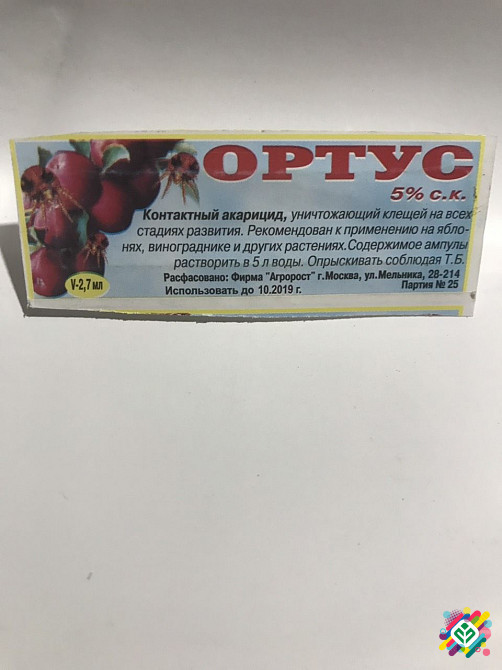 ОРТУС
5% с.к.
Контактный акарицид, уничтожающий клещей на всех
стадиях развития. Рекомендован к применению на ябло-
нях, винограднике и других растениях.Содержимое ампулы
растворить в 5 л воды. Опрыскивать соблюдая Т.Б.
Расфасовано: Фирма "Агророст" г.Москва, ул.Мельника, 28-214
V-2,7 мл
Использовать до 10.2019 г.
Партия № 25